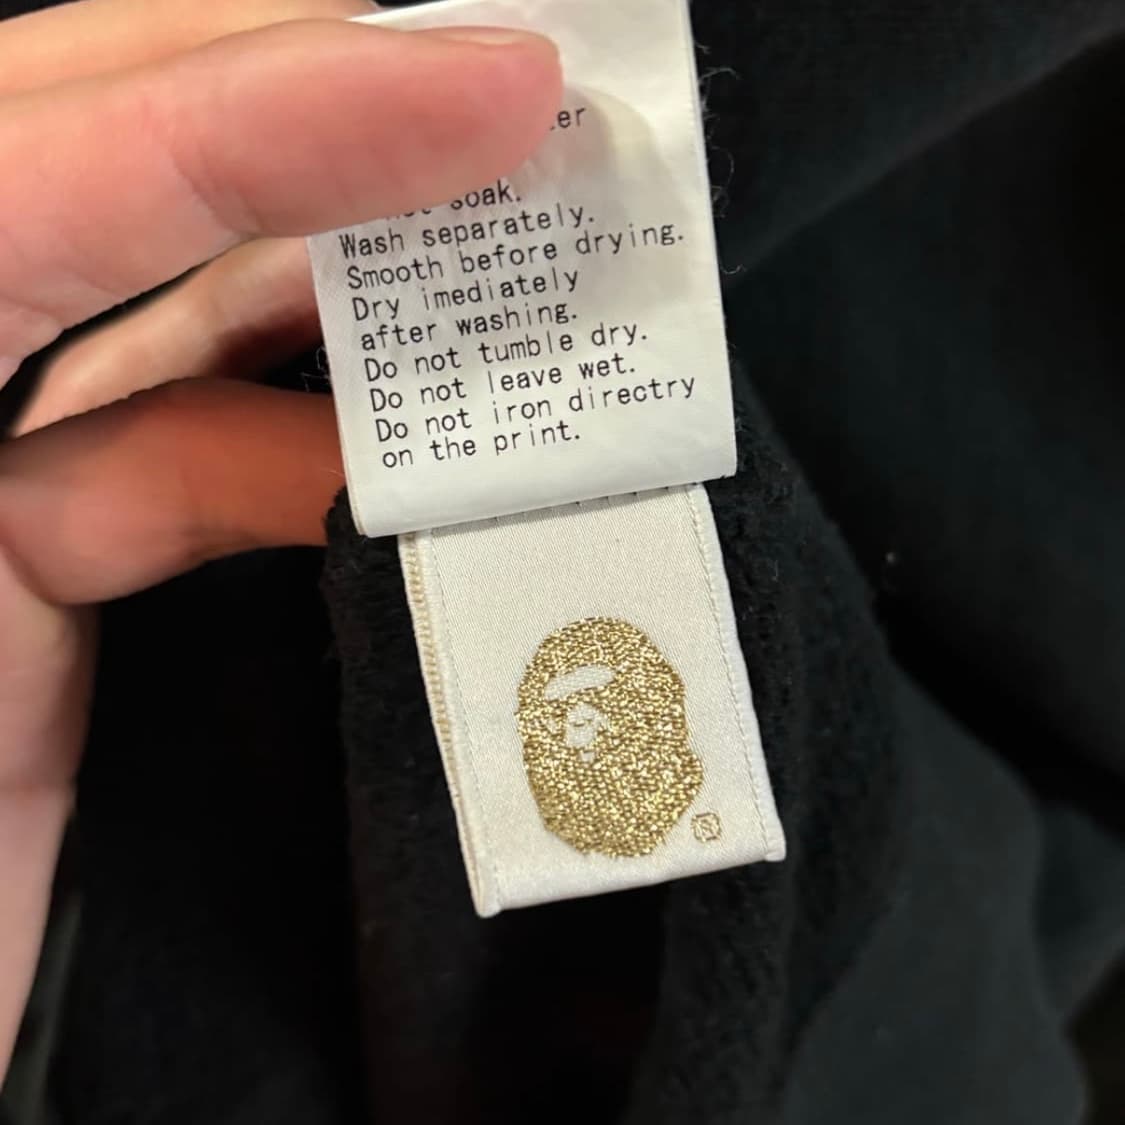 soak.
Wash separately.
Smooth before drying.
Dry imediately
after washing.
Do not tumble dry.
Do not leave wet.
Do not iron directry
on the print.